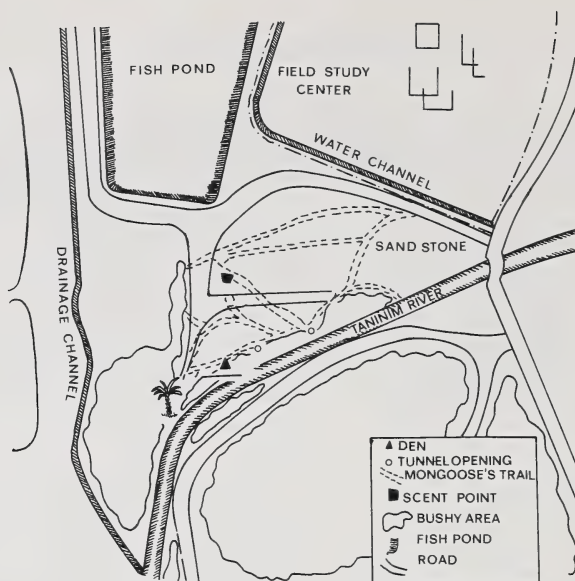 FISH POND
FIELD STUDY
CENTER
WATER CHANNEL
SAND STONE
DRAINAGE CHANNEL
TANINIM RIVER
DEN
TUNNEL OPENING
MONGOOSE'S TRAIL
SCENT POINT
BUSHY AREA
FISH POND
ROAD